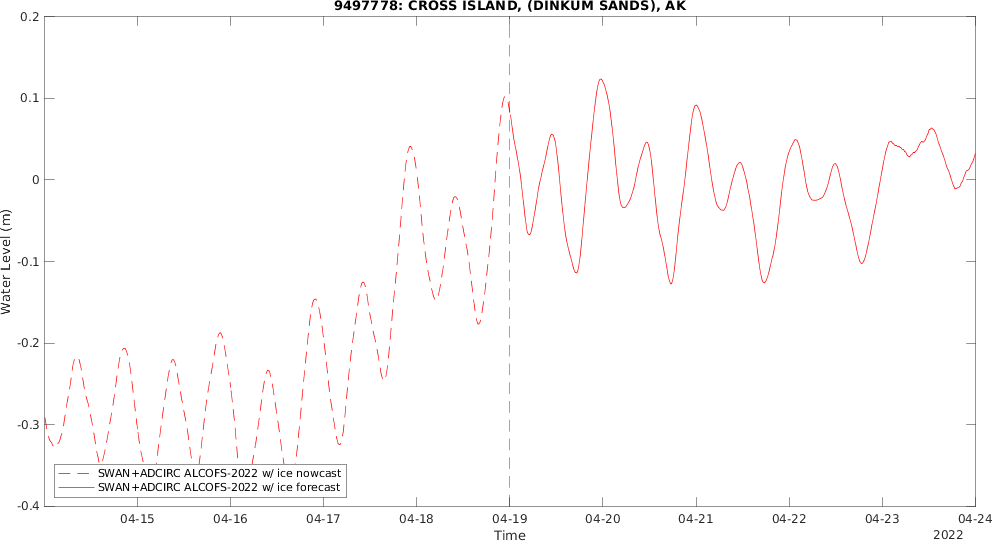 9497778: CROSS ISLAND, (DINKUM SANDS), AK
0.2
0.1
0
-0.1
-0.2
-0.3
-0.4
Water Level (m)
SWAN+ADCIRC ALCOFS-2022 w/ ice nowcast
SWAN+ADCIRC ALCOFS-2022 w/ ice forecast
04-15 04-16 04-17 04-18 04-19 04-20 04-21 04-22 04-23 04-24
Time
2022